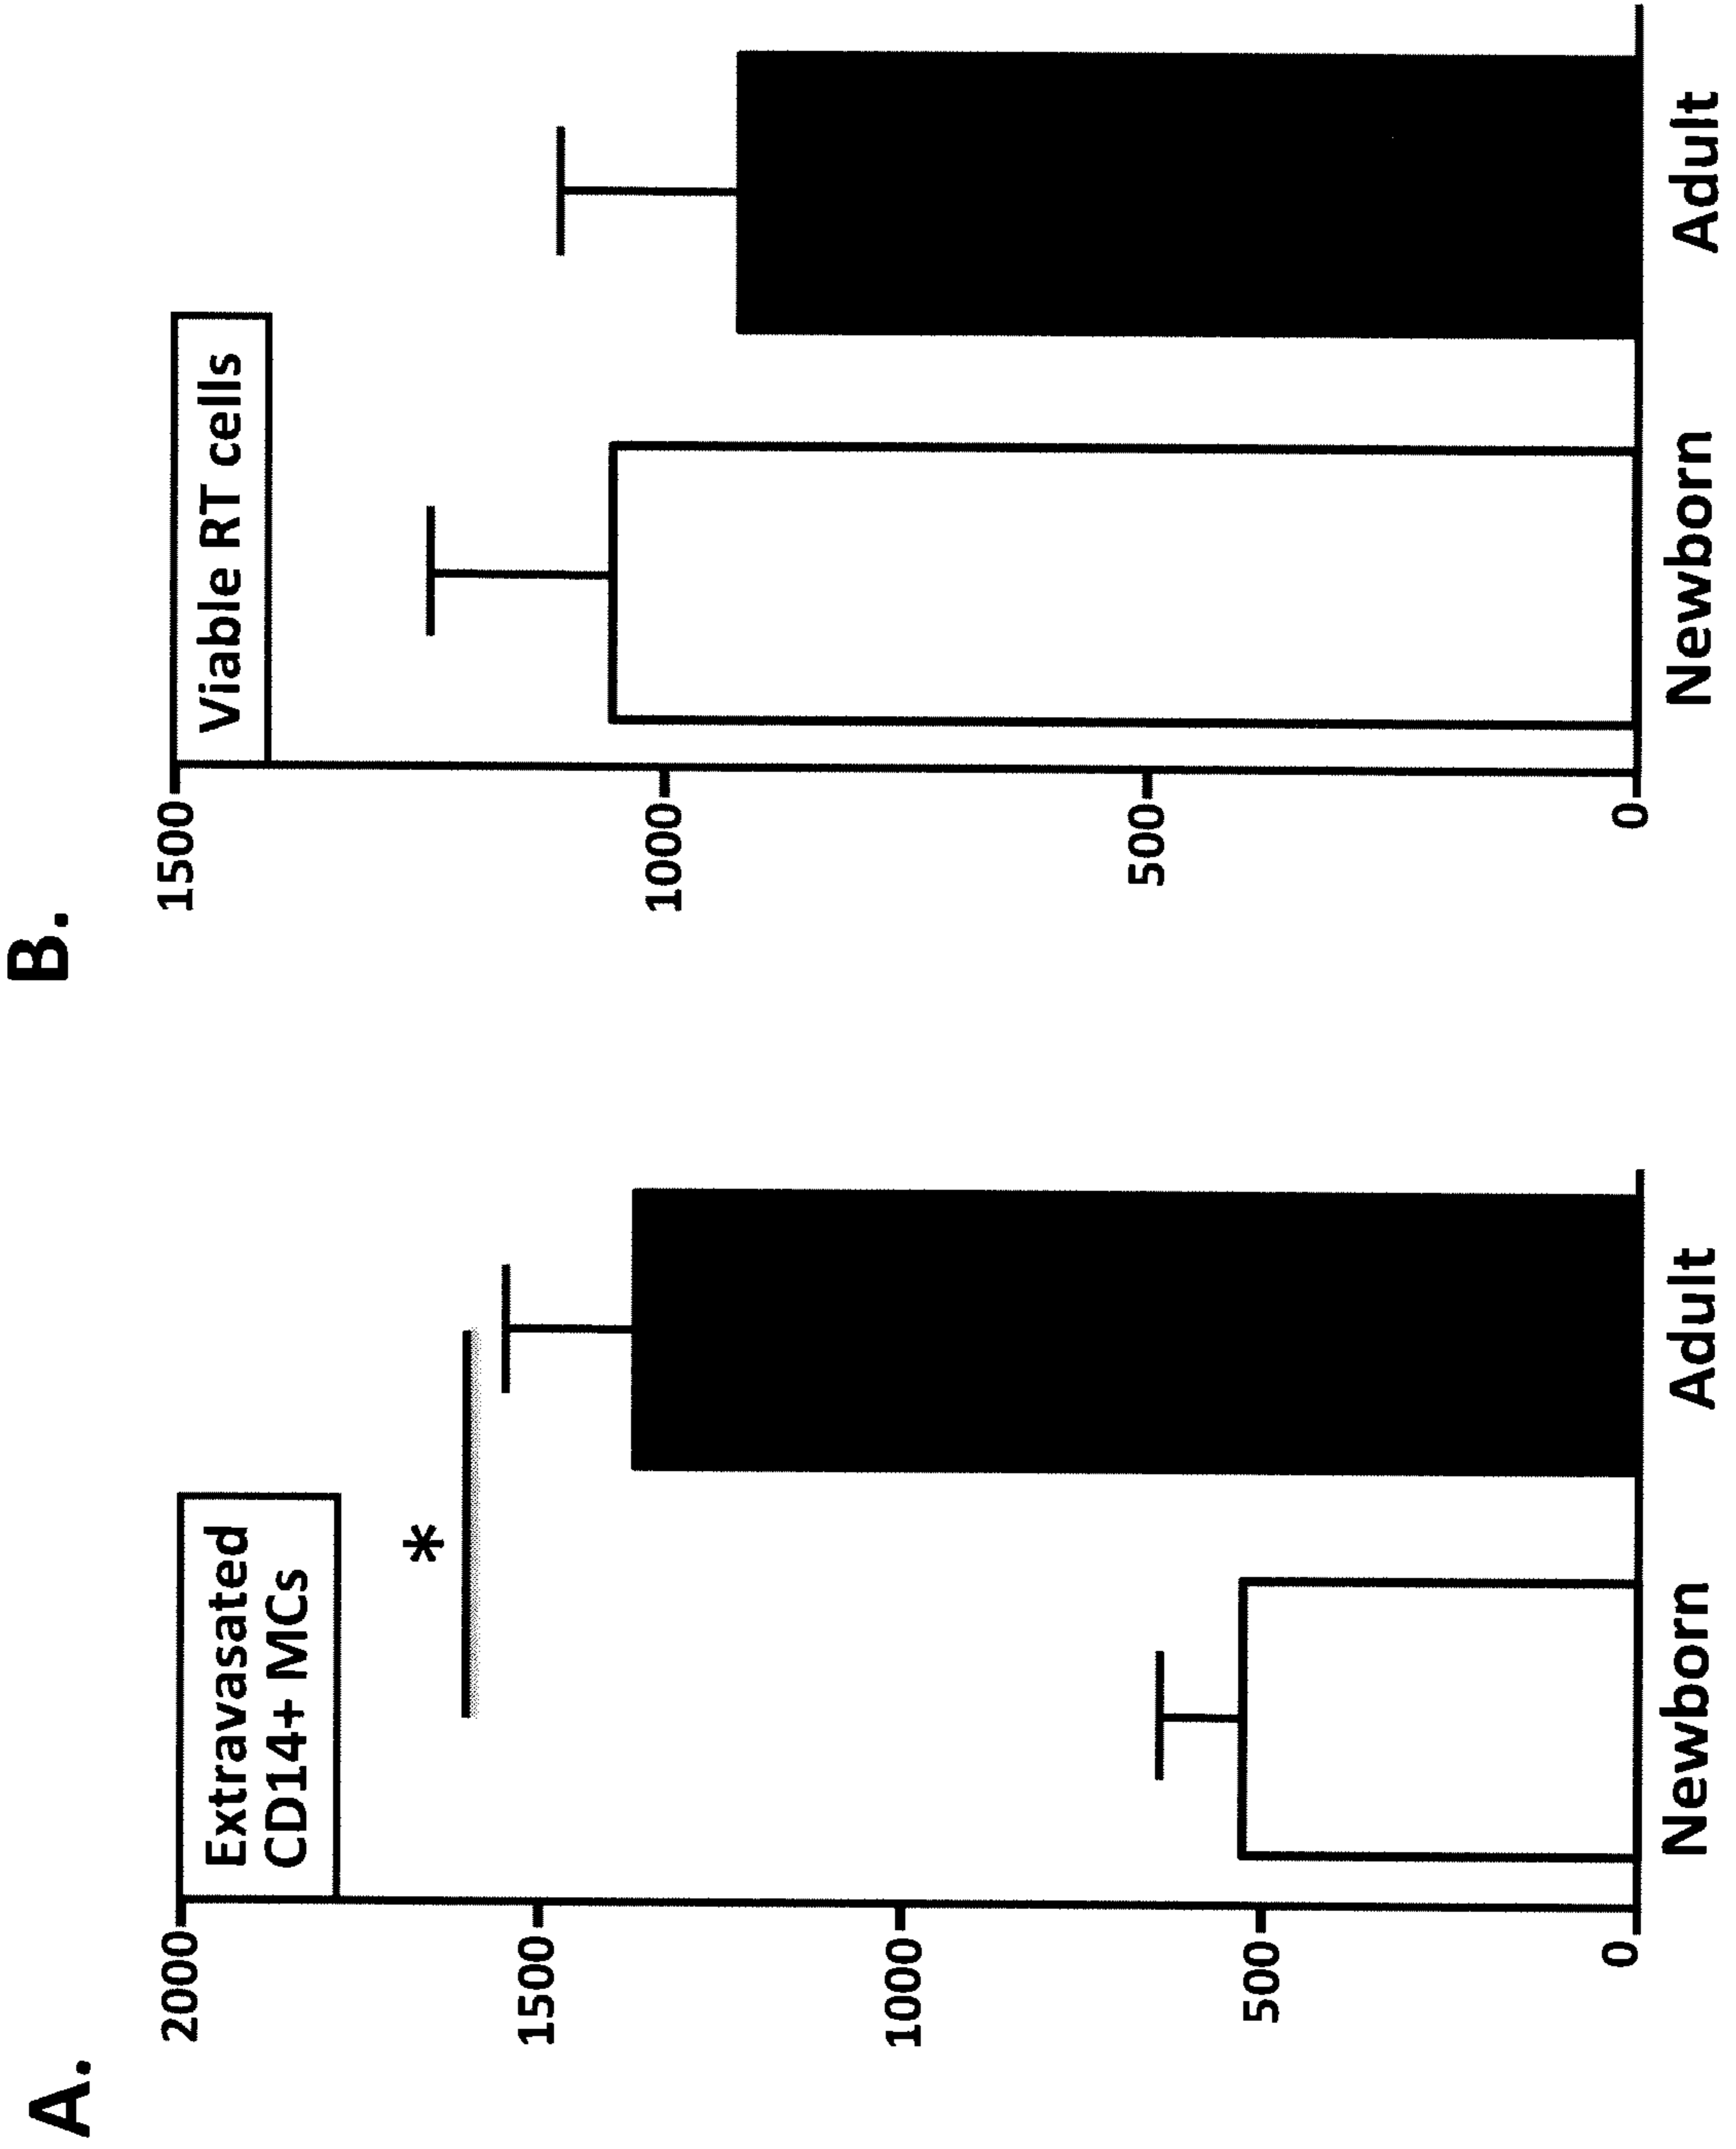 A.
Extravasated
CD14+ MCs
2000
1500
1000
500
0
*
Newborn
Adult
B.
Viable RT cells
1500
1000
500
0
Newborn
Adult